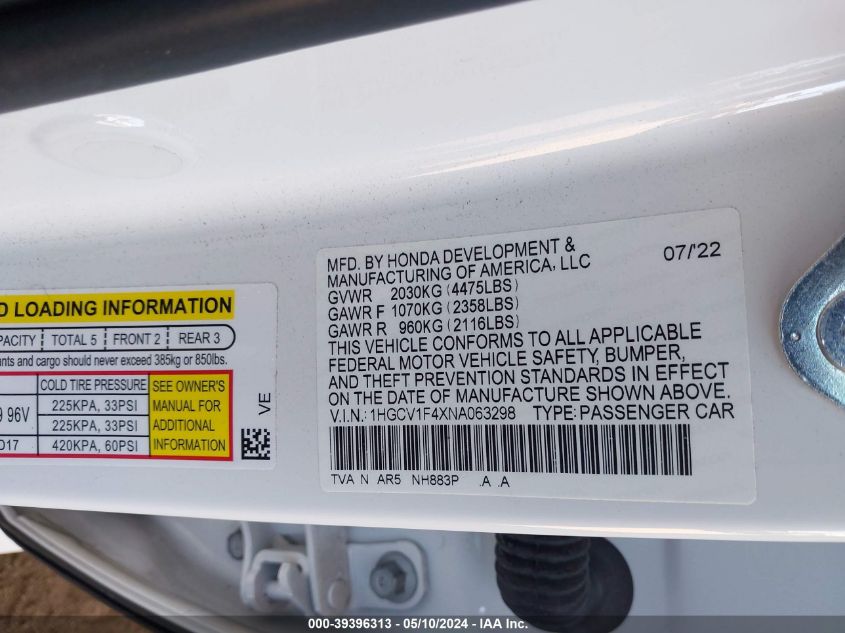 D LOADING INFORMATION
PACITY TOTAL 5 FRONT 2 REAR 3
ants and cargo should never exceed 385kg or 850lbs.
COLD TIRE PRESSURE
9 96V 225KPA, 33PSI
225KPA, 33PSI
D17 420KPA, 60PSI
SEE OWNER'S
MANUAL FOR
ADDITIONAL
INFORMATION
VE
MFD. BY HONDA DEVELOPMENT &
MANUFACTURING OF AMERICA, LLC 07/'22
GVWR 2030KG (4475LBS)
GAWR F 1070KG (2358LBS)
GAWR R 960KG (2116LBS)
THIS VEHICLE CONFORMS TO ALL APPLICABLE
FEDERAL MOTOR VEHICLE SAFETY, BUMPER,
AND THEFT PREVENTION STANDARDS IN EFFECT
ON THE DATE OF MANUFACTURE SHOWN ABOVE.
V.I.N.: 1HGCV1F4XNA063298 TYPE: PASSENGER CAR
TVA N AR5 NH883P .A .A
000-39396313 - 05/10/2024 - IAA Inc.